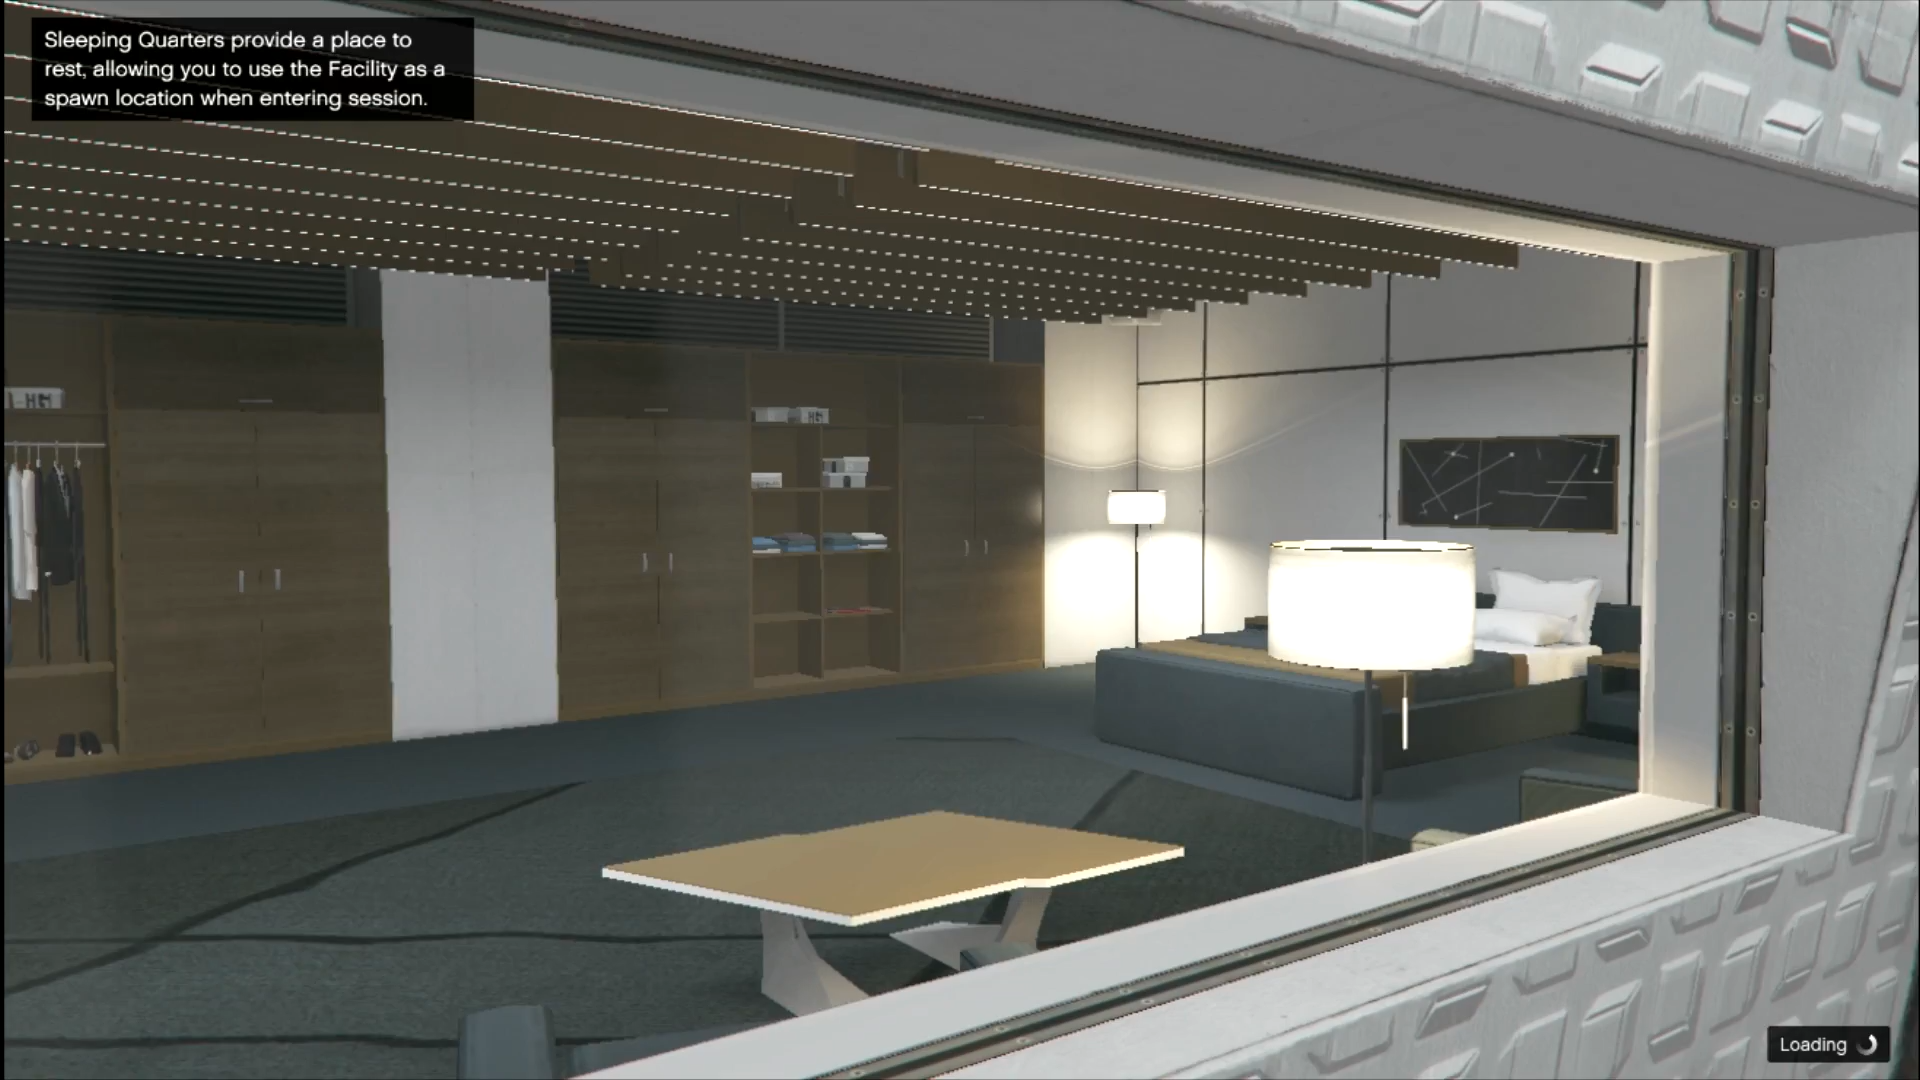 Sleeping Quarters provide a place to
rest, allowing you to use the Facility as a
spawn location when entering session.
Loading